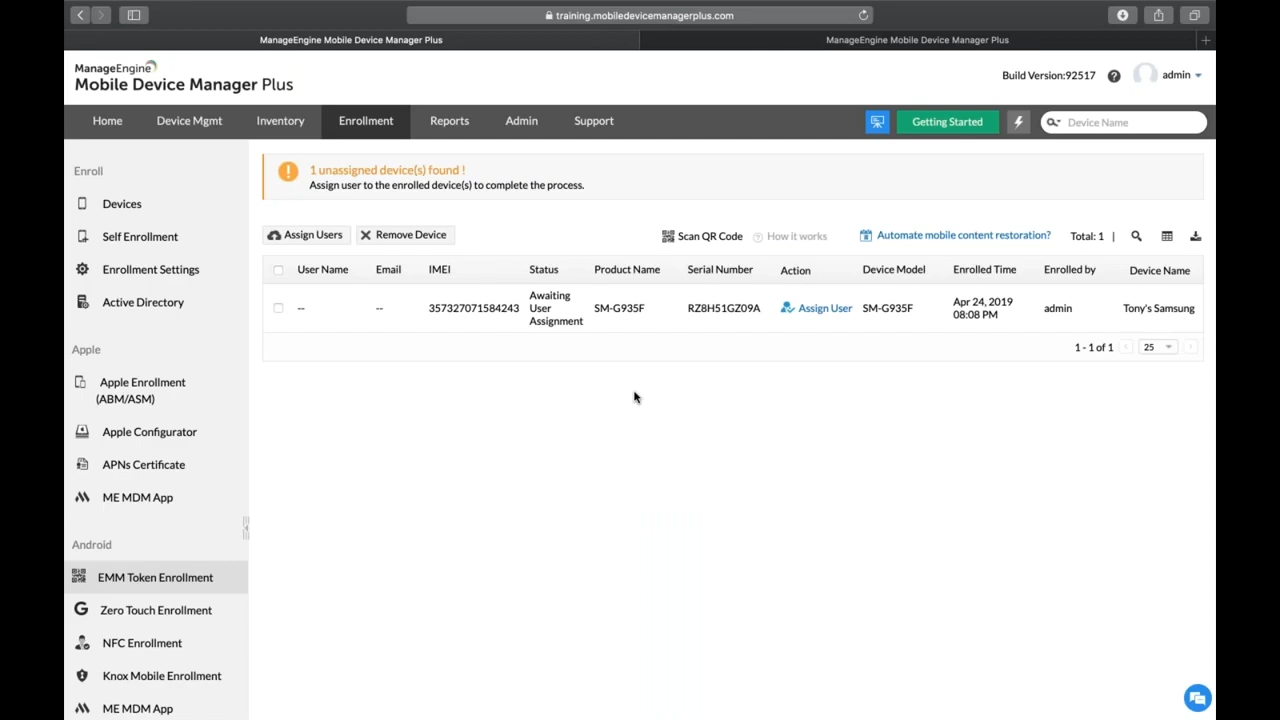 training.mobiledevicemanagerplus.com
ManageEngine Mobile Device Manager Plus
ManageEngine Mobile Device Manager Plus
ManageEngine
Mobile Device Manager Plus
Build Version:92517
admin
Home
Device Mgmt
Inventory
Enrollment
Reports
Admin
Support
Getting Started
Device Name
Enroll
Devices
Self Enrollment
Enrollment Settings
Active Directory
Apple
Apple Enrollment
(ABM/ASM)
Apple Configurator
APNs Certificate
ME MDM App
Android
EMM Token Enrollment
Zero Touch Enrollment
NFC Enrollment
Knox Mobile Enrollment
ME MDM App
1 unassigned device(s) found !
Assign user to the enrolled device(s) to complete the process.
Assign Users
Remove Device
Scan QR Code
How it works
Automate mobile content restoration?
Total: 1 |
User Name Email IMEI Status Product Name Serial Number Action Device Model Enrolled Time Enrolled by Device Name
-- -- 357327071584243 Awaiting User Assignment SM-G935F RZ8H51GZ09A Assign User SM-G935F Apr 24, 2019 08:08 PM admin Tony's Samsung
1 - 1 of 1
25